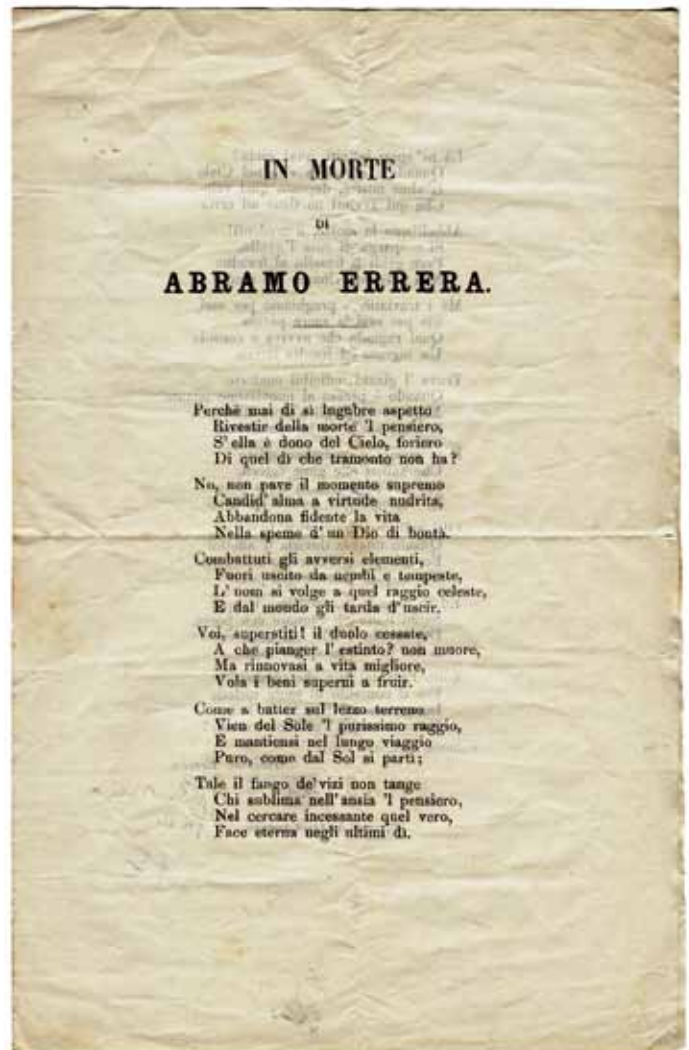 IN MORTE
DI
ABRAMO ERRERA.
Perchè mai di sì lugubre aspetto
Rivestir della morte 'l pensiero,
S' ella è dono del Cielo, foriero
Di quel dì che tramonto non ha?
No, non pave il momento supremo
Candid' alma a virtude nudrita,
Abbandona fidente la vita
Nella speme d' un Dio di bontà.
Combattuti gli avversi elementi,
Fuori uscito da nembi e tempeste,
L' uom si volge a quel raggio celeste,
E dal mondo gli tarda d' uscir.
Voi, superstiti! il duolo cessate,
A che pianger l' estinto? non muore,
Ma rinnovasi a vita migliore,
Vola i beni superni a fruir.
Come a batter sul lezzo terreno
Vien del Sole 'l purissimo raggio,
E mantiensi nel lungo viaggio
Puro, come dal Sol si partì;
Tale il fango de' vizi non tange
Chi sublima nell' ansia 'l pensiero,
Nel cercare incessante quel vero,
Face eterna negli ultimi dì.